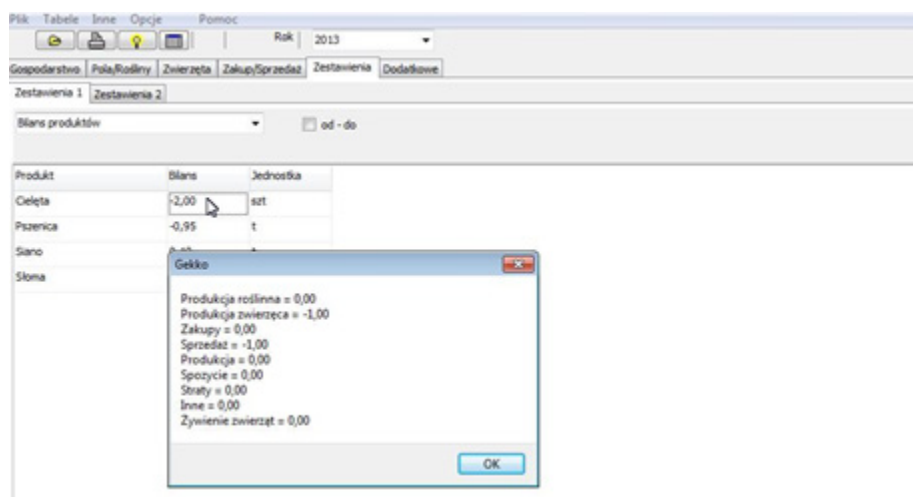 Plik Tabele Inne Opcje Pomoc
Rok 2013
Gospodarstwo Pola/Rośliny Zwierzęta Zakup/Sprzedaż Zestawienia Dodatkowe
Zestawienia 1 Zestawienia 2
Bilans produktów od - do
Produkt Bilans Jednostka
Cielęta -2,00 szt
Pszenica -0,95 t
Siano
Słoma
Gekko
Produkcja roślinna = 0,00
Produkcja zwierzęca = -1,00
Zakupy = 0,00
Sprzedaż = -1,00
Produkcja = 0,00
Spozycie = 0,00
Straty = 0,00
Inne = 0,00
Żywienie zwierząt = 0,00
OK